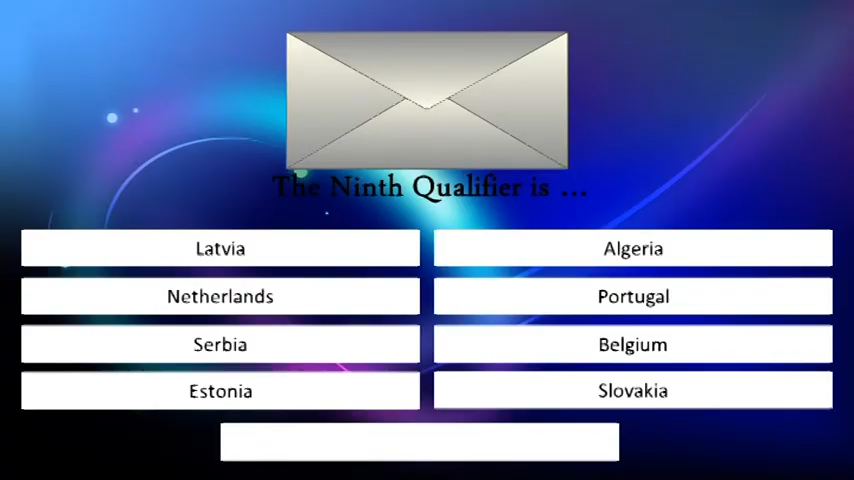 The Ninth Qualifier is ...
Latvia
Algeria
Netherlands
Portugal
Serbia
Belgium
Estonia
Slovakia